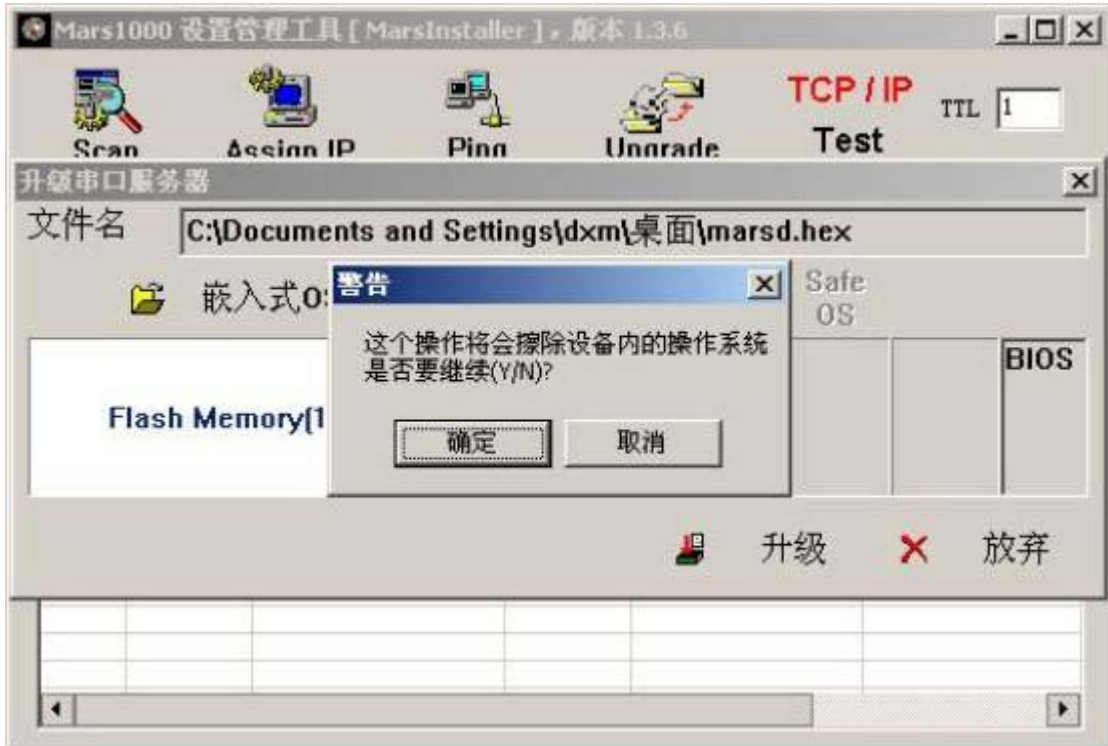 Mars1000 设置管理工具 [ MarsInstaller ]，版本 1.3.6
Scan Assign IP Ping Upgrade TCP / IP Test TTL 1
升级串口服务器
文件名 C:\Documents and Settings\dxm\桌面\marsd.hex
嵌入式OS Safe OS
警告
这个操作将会擦除设备内的操作系统
是否要继续(Y/N)?
Flash Memory(1 BIOS
确定 取消
升级 放弃